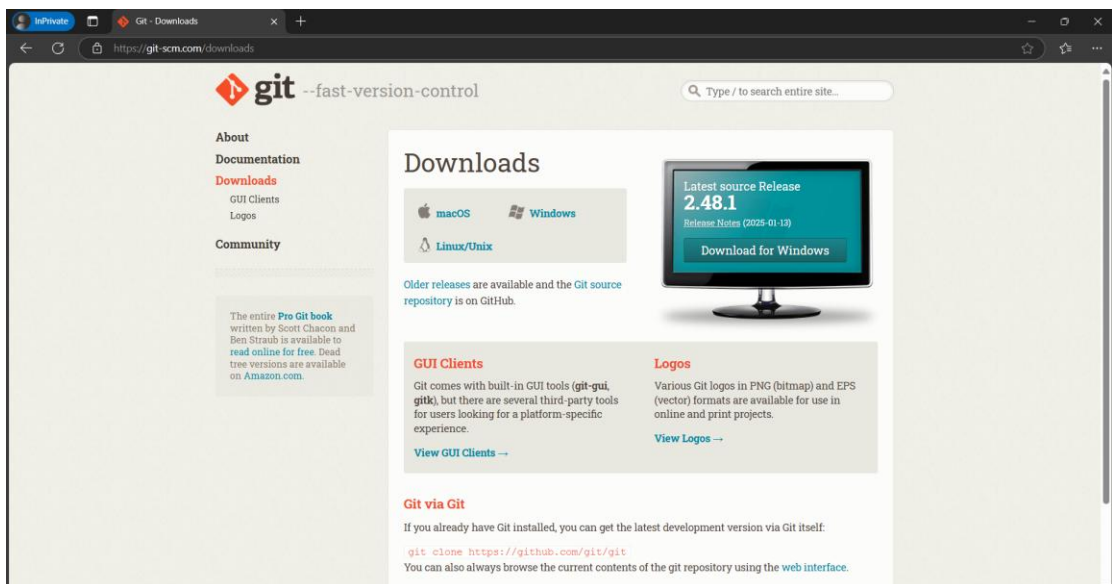 InPrivate
Git - Downloads
https://git-scm.com/downloads
git --fast-version-control
Type / to search entire site...
About
Documentation
Downloads
GUI Clients
Logos
Community
The entire Pro Git book
written by Scott Chacon and
Ben Straub is available to
read online for free. Dead
tree versions are available
on Amazon.com.
Downloads
macOS
Windows
Linux/Unix
Older releases are available and the Git source
repository is on GitHub.
Latest source Release
2.48.1
Release Notes (2025-01-13)
Download for Windows
GUI Clients
Git comes with built-in GUI tools (git-gui,
gitk), but there are several third-party tools
for users looking for a platform-specific
experience.
View GUI Clients →
Logos
Various Git logos in PNG (bitmap) and EPS
(vector) formats are available for use in
online and print projects.
View Logos →
Git via Git
If you already have Git installed, you can get the latest development version via Git itself:
git clone https://github.com/git/git
You can also always browse the current contents of the git repository using the web interface.